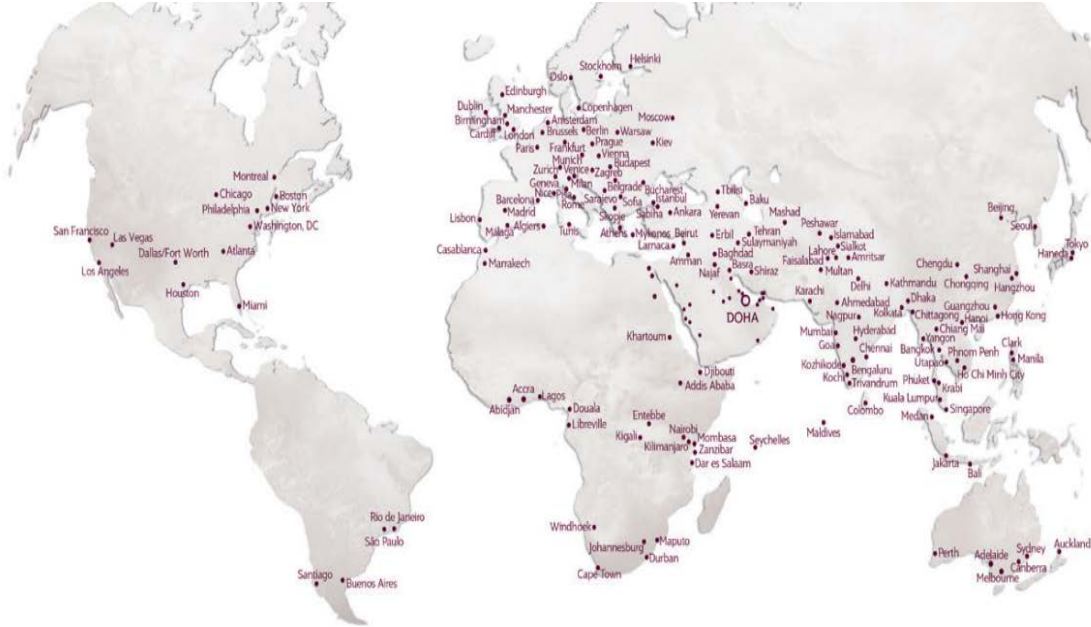 Helsinki
Stockholm
Oslo
Edinburgh
Dublin
Manchester
Copenhagen
Birmingham
Amsterdam
Moscow
Cardiff
London
Brussels
Berlin
Warsaw
Paris
Frankfurt
Prague
Kiev
Munich
Vienna
Budapest
Zurich
Venice
Zagreb
Geneva
Milan
Belgrade
Bucharest
Tbilisi
Baku
Nice
Barcelona
Rome
Sarajevo
Sofia
Istanbul
Madrid
Skopje
Sabiha
Ankara
Yerevan
Mashad
Lisbon
Malaga
Algiers
Tunis
Athens
Mykonos
Beirut
Erbil
Tehran
Peshawar
Islamabad
Casablanca
Larnaca
Sulaymaniyah
Lahore
Sialkot
Marrakech
Amman
Baghdad
Basra
Shiraz
Faisalabad
Amritsar
Najaf
Multan
Delhi
Kathmandu
Montreal
Chicago
Boston
Philadelphia
New York
Washington, DC
San Francisco
Las Vegas
Dallas/Fort Worth
Atlanta
Los Angeles
Houston
Miami
Beijing
Seoul
Tokyo
Haneda
Chengdu
Shanghai
Chongqing
Hangzhou
DOHA
Karachi
Ahmedabad
Dhaka
Kolkata
Chittagong
Guangzhou
Hong Kong
Nagpur
Hanoi
Khartoum
Mumbai
Hyderabad
Yangon
Chiang Mai
Goa
Chennai
Bangkok
Phnom Penh
Clark
Manila
Utapao
Kozhikode
Bengaluru
Ho Chi Minh City
Djibouti
Addis Ababa
Kochi
Trivandrum
Phuket
Krabi
Kuala Lumpur
Colombo
Medan
Singapore
Accra
Lagos
Abidjan
Douala
Libreville
Entebbe
Kigali
Nairobi
Mombasa
Kilimanjaro
Zanzibar
Seychelles
Maldives
Dar es Salaam
Jakarta
Bali
Rio de Janeiro
São Paulo
Santiago
Buenos Aires
Windhoek
Johannesburg
Maputo
Durban
Cape Town
Perth
Adelaide
Sydney
Auckland
Canberra
Melbourne